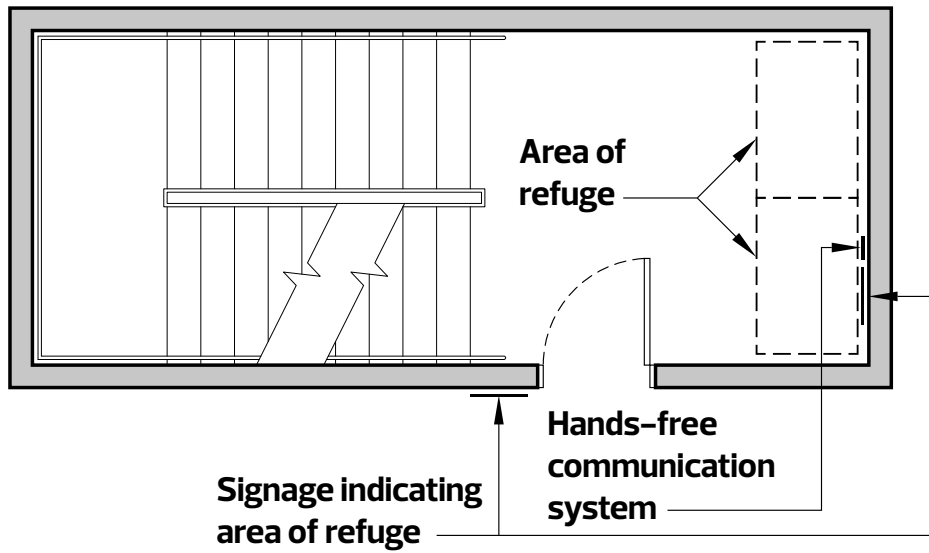 Area of
refuge
Hands-free
communication
system
Signage indicating
area of refuge